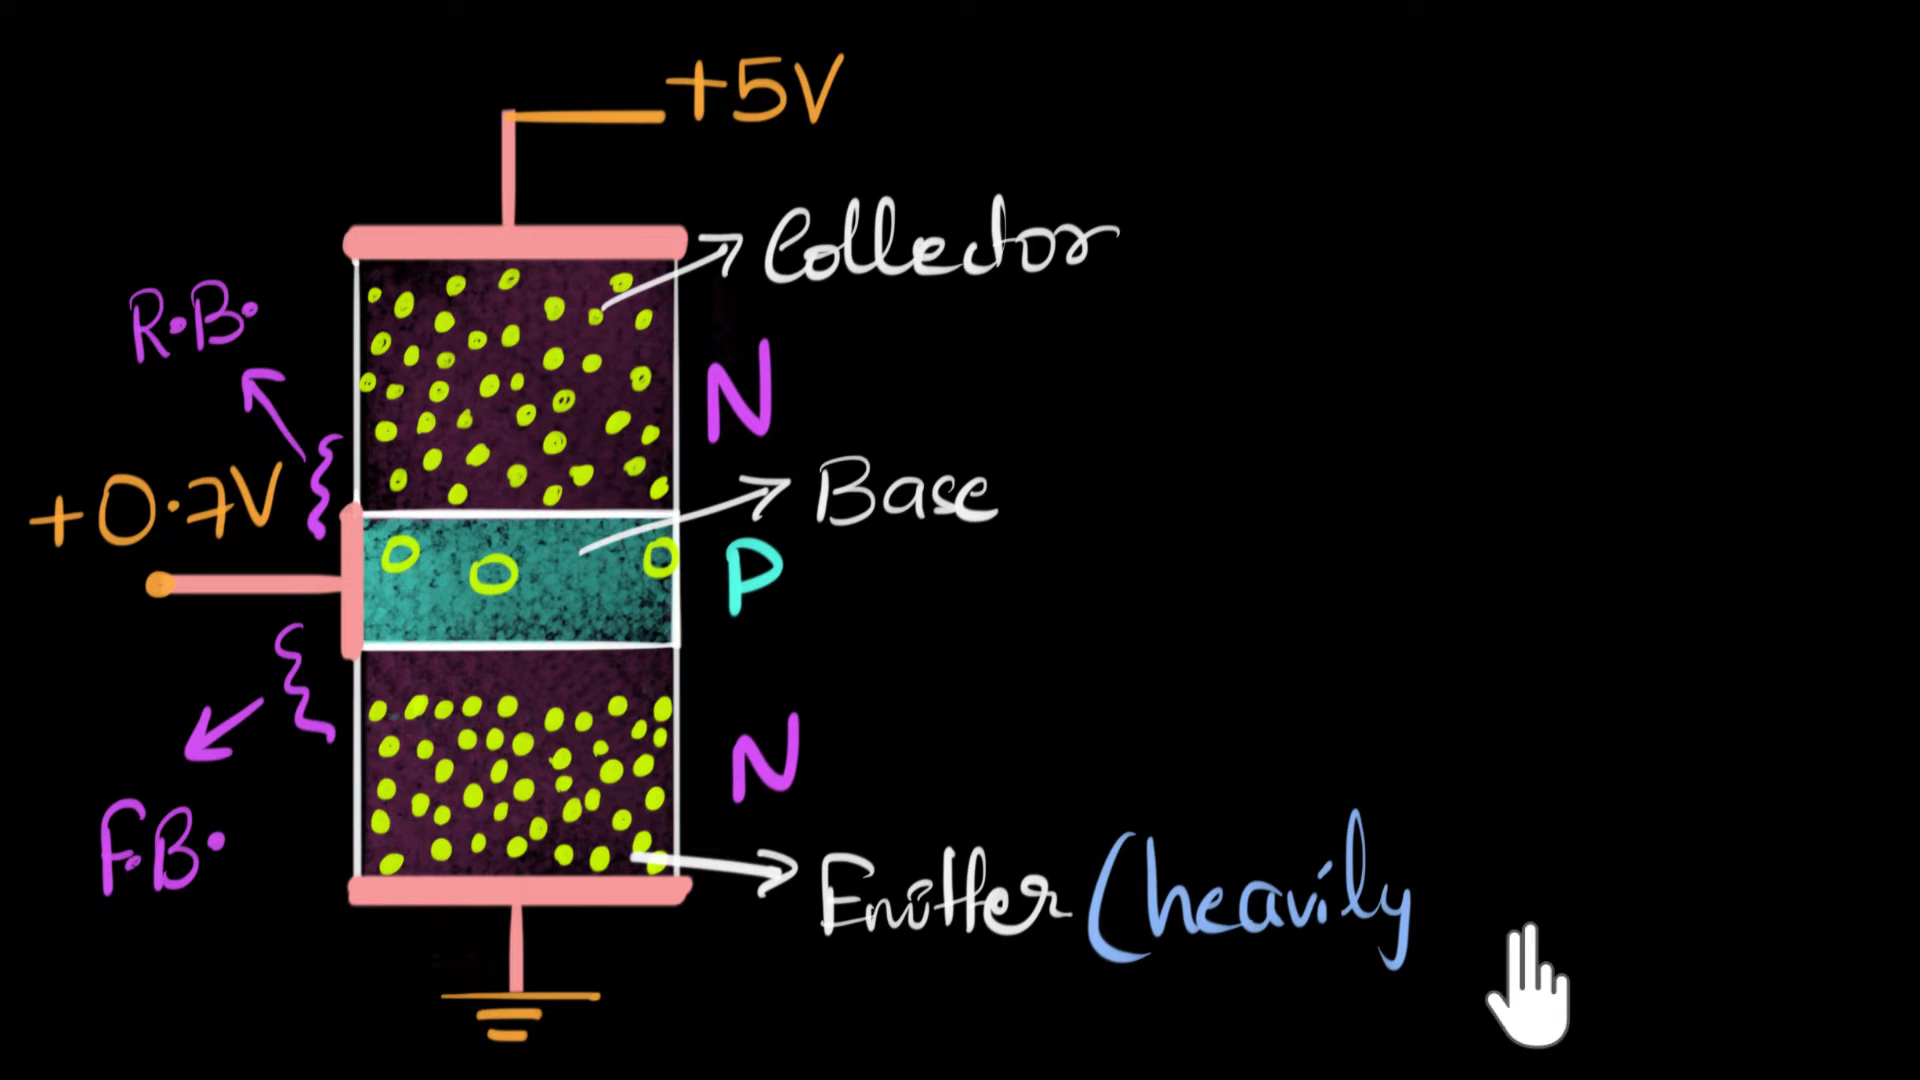 +5V
Collector
R.B.
N
+0.7V
Base
P
N
F.B.
Emitter (heavily